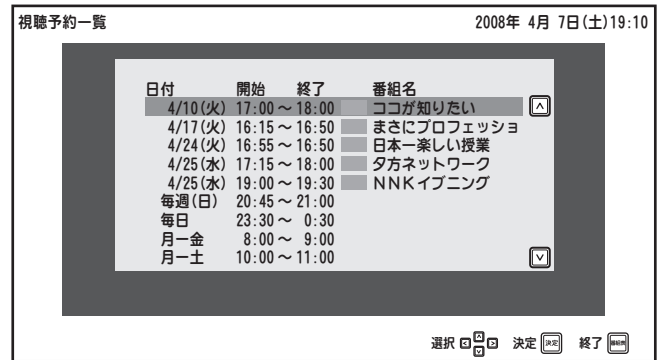 視聴予約一覧 2008年 4月 7日(土)19:10
日付 開始 終了 番組名
4/10(火) 17:00～18:00 ココが知りたい
4/17(火) 16:15～16:50 まさにプロフェッショ
4/24(火) 16:55～16:50 日本一楽しい授業
4/25(水) 17:15～18:00 夕方ネットワーク
4/25(水) 19:00～19:30 NNKイブニング
毎週(日) 20:45～21:00
毎日 23:30～ 0:30
月ー金 8:00～ 9:00
月ー土 10:00～11:00
選択 決定 決定 終了 番組表